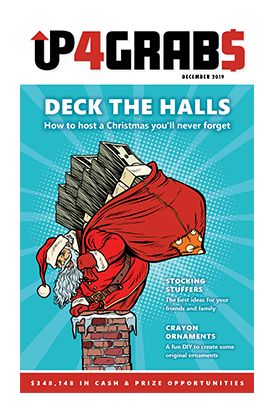 UP4GRAB$
DECEMBER 2019
DECK THE HALLS
How to host a Christmas you'll never forget
STOCKING
STUFFERS
The best ideas for your
friends and family
CRAYON
ORNAMENTS
A fun DIY to create some
original ornaments
$348,148 IN CASH & PRIZE OPPORTUNITIES